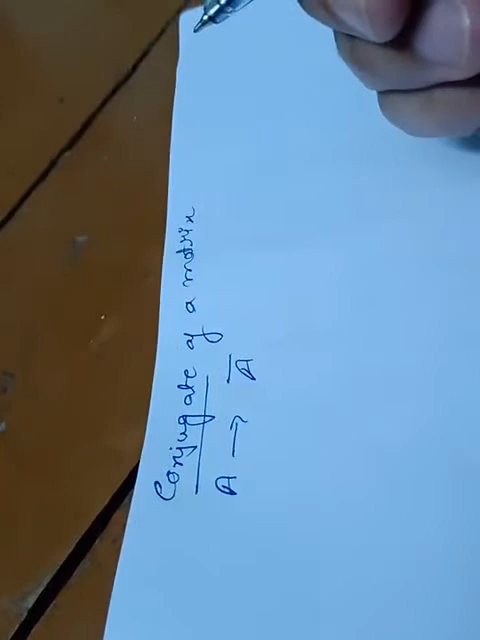 Conjugate of a matrix
A → A̅